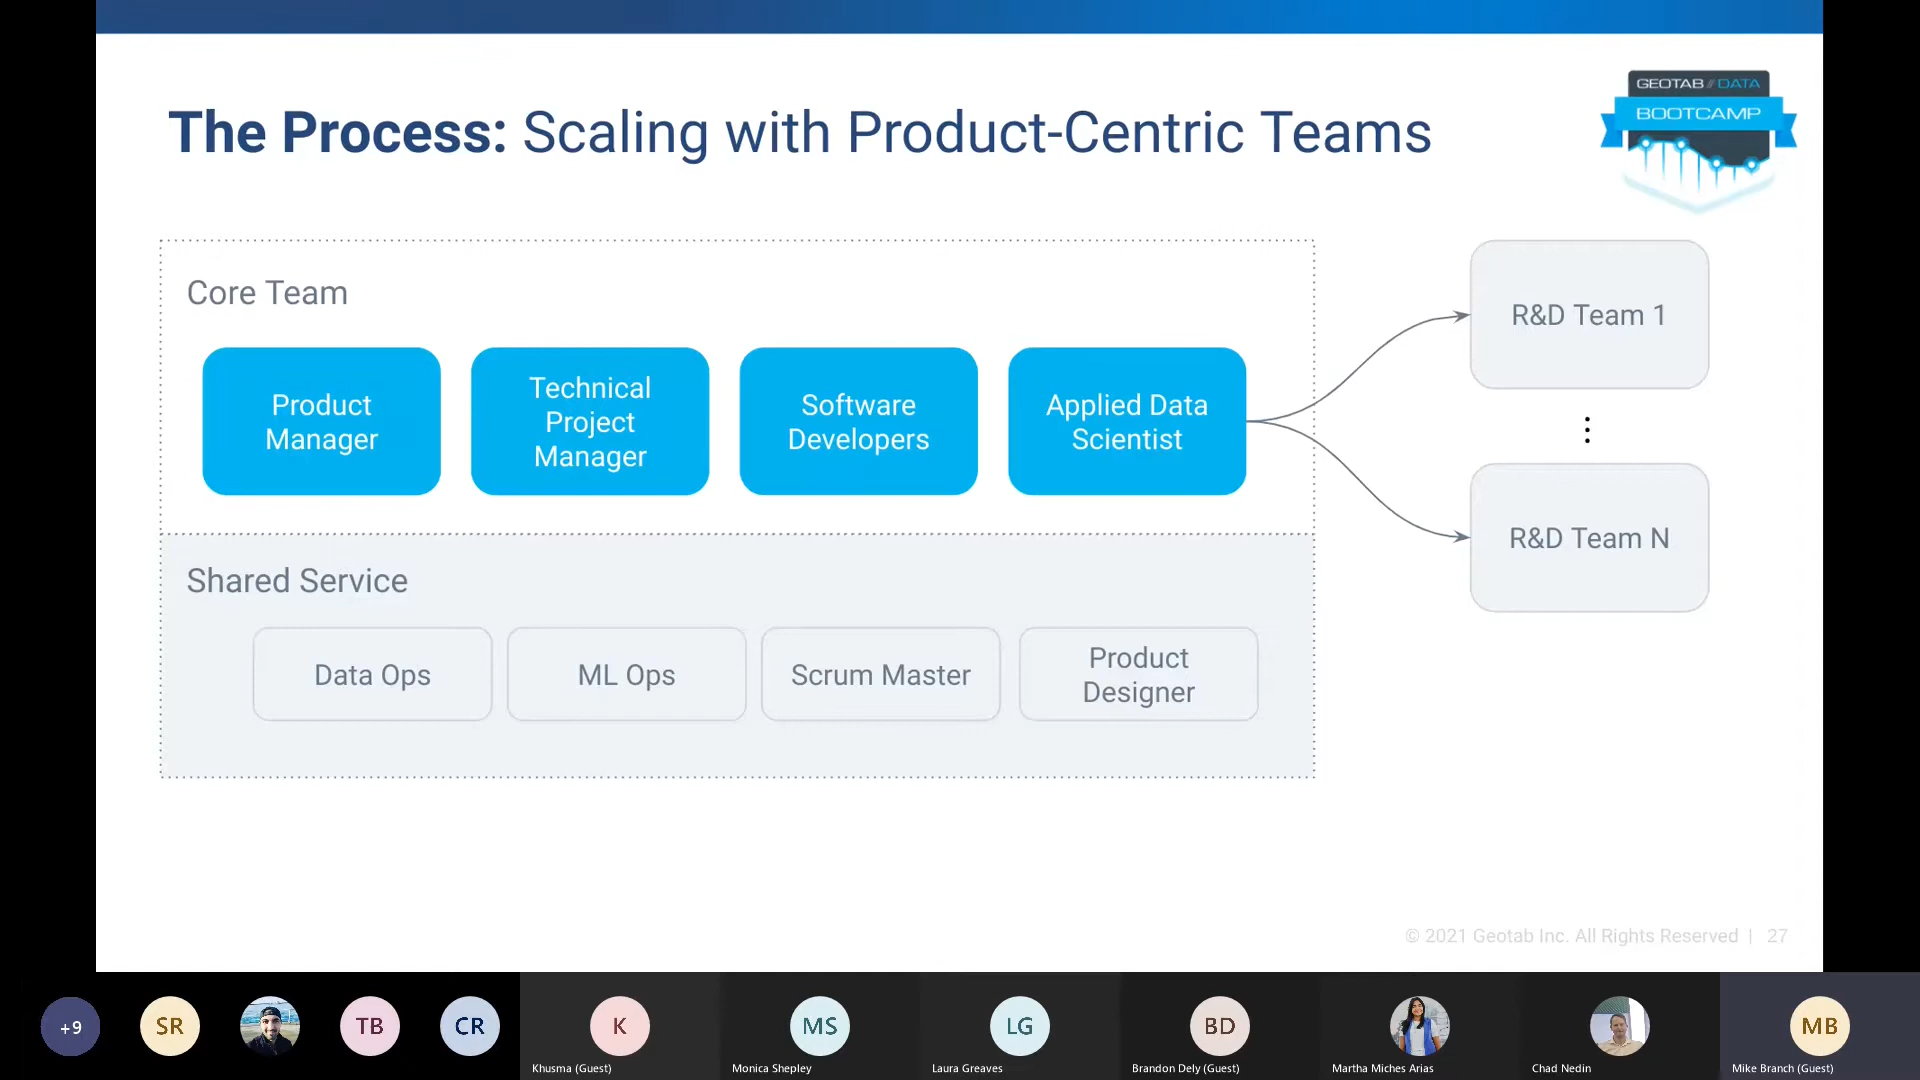 GEOTAB // DATA
BOOTCAMP
The Process: Scaling with Product-Centric Teams
Core Team
Product
Manager
Technical
Project
Manager
Software
Developers
Applied Data
Scientist
R&D Team 1
R&D Team N
Shared Service
Data Ops
ML Ops
Scrum Master
Product
Designer
© 2021 Geotab Inc. All Rights Reserved | 27
+9
SR
TB
CR
K
MS
LG
BD
MB
Khusma (Guest)
Monica Shepley
Laura Greaves
Brandon Dely (Guest)
Martha Miches Arias
Chad Nedin
Mike Branch (Guest)